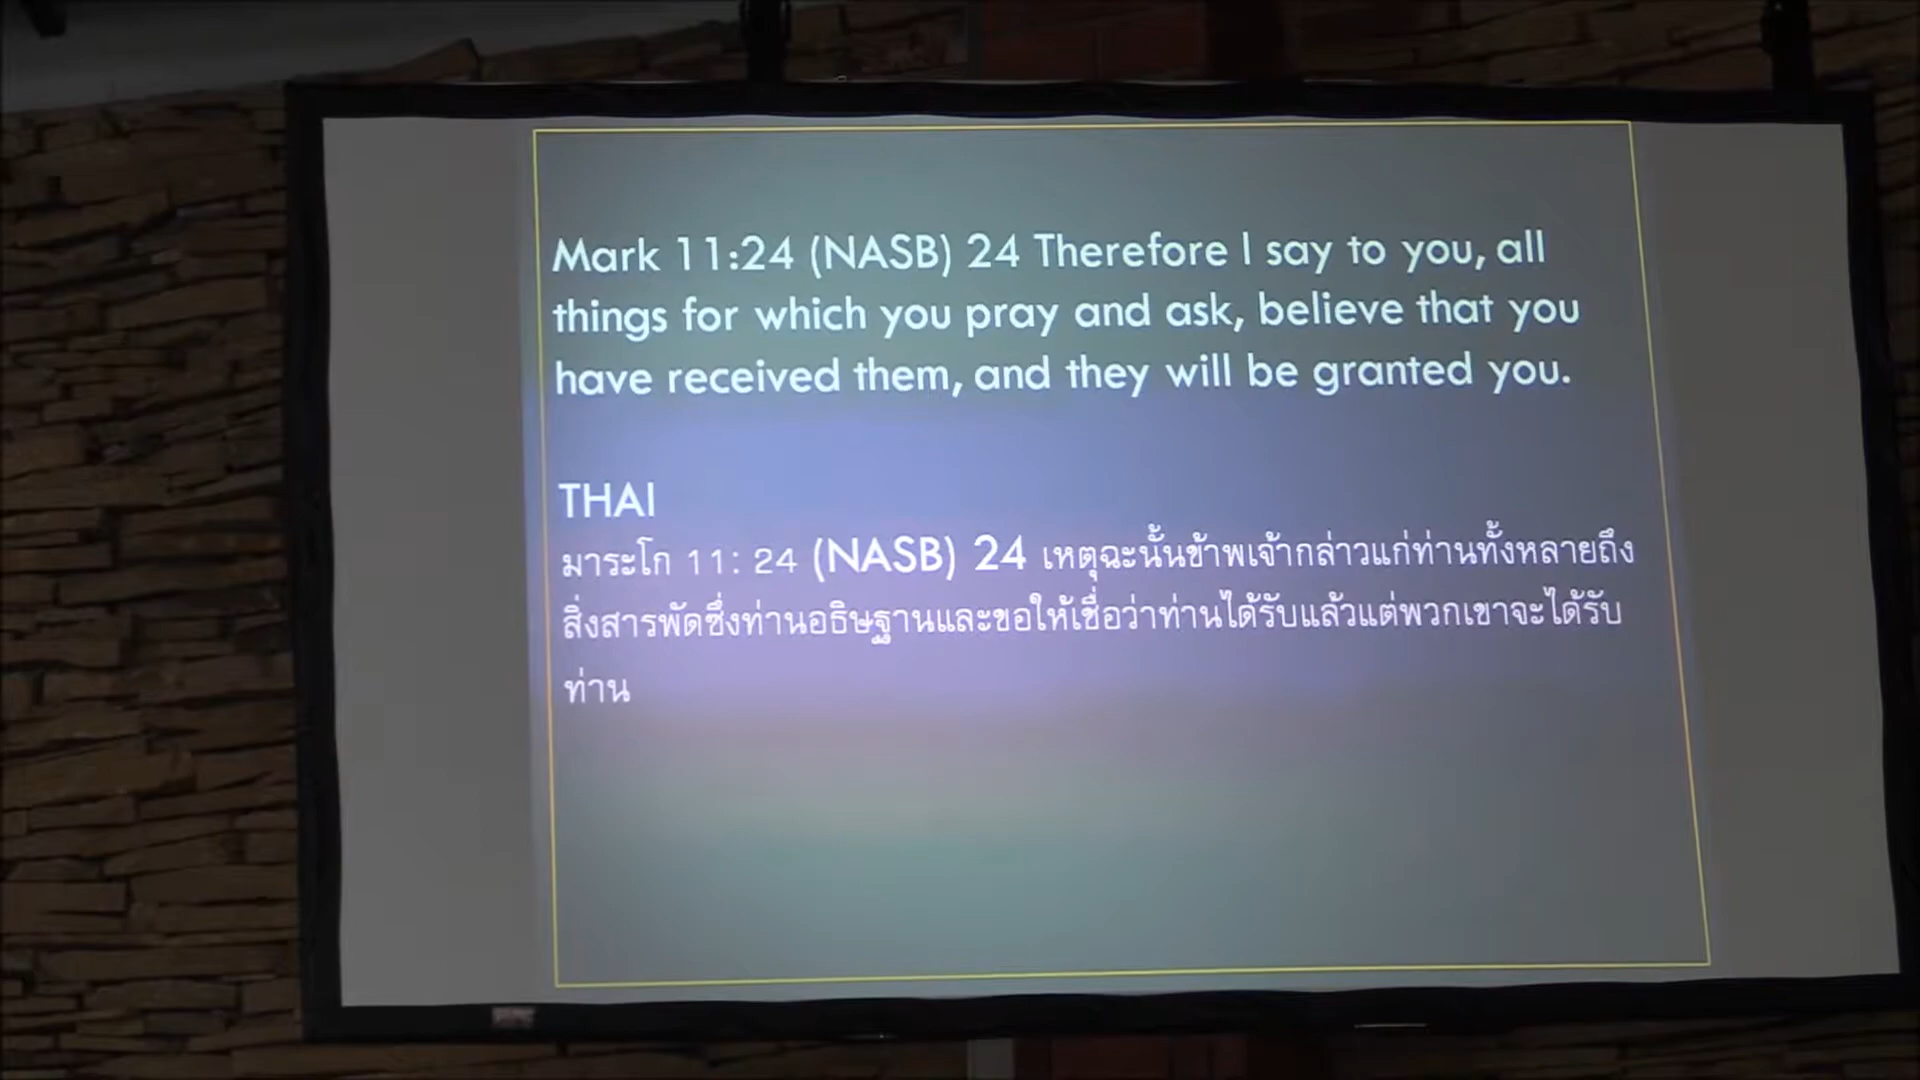 Mark 11:24 (NASB) 24 Therefore I say to you, all
things for which you pray and ask, believe that you
have received them, and they will be granted you.
THAI
มาระโก 11: 24 (NASB) 24 เหตุฉะนั้นข้าพเจ้ากล่าวแก่ท่านทั้งหลายถึง
สิ่งสารพัดซึ่งท่านอธิษฐานและขอให้เชื่อว่าท่านได้รับแล้วแต่พวกเขาจะได้รับ
ท่าน